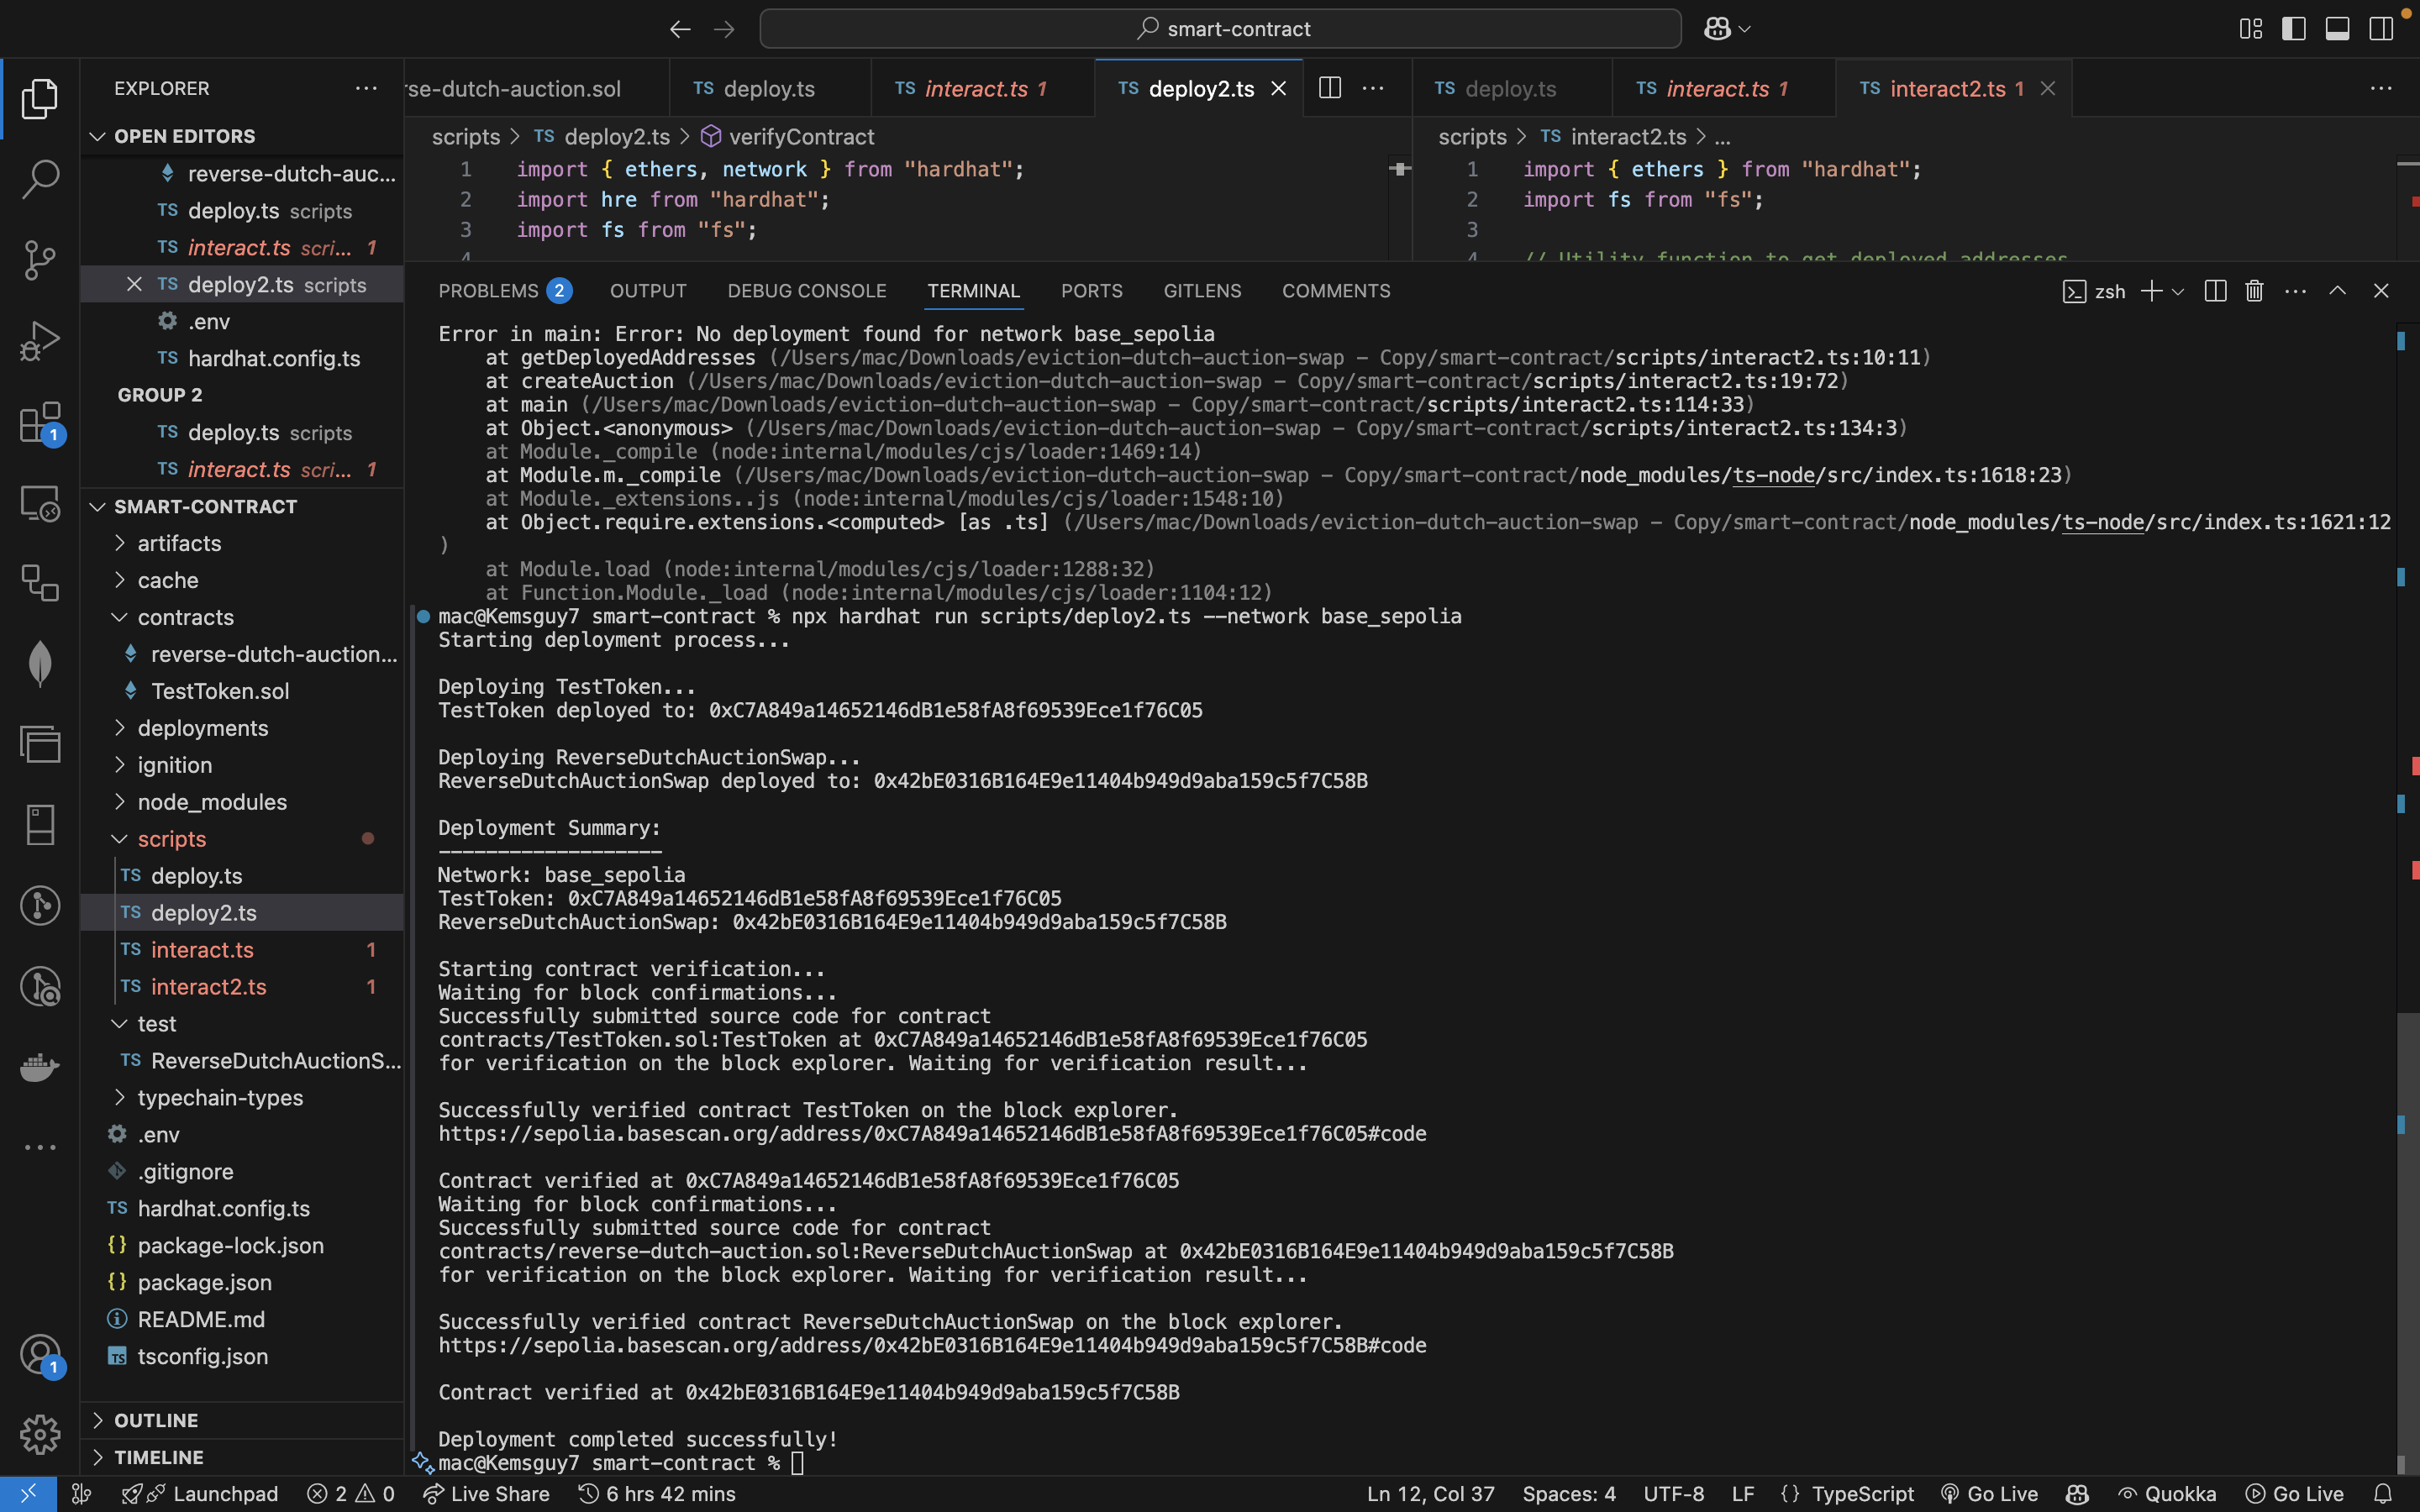 smart-contract
EXPLORER
OPEN EDITORS
reverse-dutch-auc...
TS deploy.ts scripts
TS interact.ts scri... 1
TS deploy2.ts scripts
.env
TS hardhat.config.ts
GROUP 2
TS deploy.ts scripts
TS interact.ts scri... 1
SMART-CONTRACT
artifacts
cache
contracts
reverse-dutch-auction...
TestToken.sol
deployments
ignition
node_modules
scripts
TS deploy.ts
TS deploy2.ts
TS interact.ts 1
TS interact2.ts 1
test
TS ReverseDutchAuctionS...
typechain-types
.env
.gitignore
TS hardhat.config.ts
{} package-lock.json
{} package.json
README.md
TS tsconfig.json
OUTLINE
TIMELINE
1
1
rse-dutch-auction.sol TS deploy.ts TS interact.ts 1 TS deploy2.ts
scripts > TS deploy2.ts > verifyContract
1 import { ethers, network } from "hardhat";
2 import hre from "hardhat";
3 import fs from "fs";
4
TS deploy.ts TS interact.ts 1 TS interact2.ts 1
scripts > TS interact2.ts > ...
1 import { ethers } from "hardhat";
2 import fs from "fs";
3
4 // Utility function to get deployed addresses
PROBLEMS 2 OUTPUT DEBUG CONSOLE TERMINAL PORTS GITLENS COMMENTS zsh
Error in main: Error: No deployment found for network base_sepolia
at getDeployedAddresses (/Users/mac/Downloads/eviction-dutch-auction-swap - Copy/smart-contract/scripts/interact2.ts:10:11)
at createAuction (/Users/mac/Downloads/eviction-dutch-auction-swap - Copy/smart-contract/scripts/interact2.ts:19:72)
at main (/Users/mac/Downloads/eviction-dutch-auction-swap - Copy/smart-contract/scripts/interact2.ts:114:33)
at Object.<anonymous> (/Users/mac/Downloads/eviction-dutch-auction-swap - Copy/smart-contract/scripts/interact2.ts:134:3)
at Module._compile (node:internal/modules/cjs/loader:1469:14)
at Module.m._compile (/Users/mac/Downloads/eviction-dutch-auction-swap - Copy/smart-contract/node_modules/ts-node/src/index.ts:1618:23)
at Module._extensions..js (node:internal/modules/cjs/loader:1548:10)
at Object.require.extensions.<computed> [as .ts] (/Users/mac/Downloads/eviction-dutch-auction-swap - Copy/smart-contract/node_modules/ts-node/src/index.ts:1621:12
)
at Module.load (node:internal/modules/cjs/loader:1288:32)
at Function.Module._load (node:internal/modules/cjs/loader:1104:12)
mac@Kemsguy7 smart-contract % npx hardhat run scripts/deploy2.ts --network base_sepolia
Starting deployment process...
Deploying TestToken...
TestToken deployed to: 0xC7A849a14652146dB1e58fA8f69539Ece1f76C05
Deploying ReverseDutchAuctionSwap...
ReverseDutchAuctionSwap deployed to: 0x42bE0316B164E9e11404b949d9aba159c5f7C58B
Deployment Summary:
-------------------
Network: base_sepolia
TestToken: 0xC7A849a14652146dB1e58fA8f69539Ece1f76C05
ReverseDutchAuctionSwap: 0x42bE0316B164E9e11404b949d9aba159c5f7C58B
Starting contract verification...
Waiting for block confirmations...
Successfully submitted source code for contract
contracts/TestToken.sol:TestToken at 0xC7A849a14652146dB1e58fA8f69539Ece1f76C05
for verification on the block explorer. Waiting for verification result...
Successfully verified contract TestToken on the block explorer.
https://sepolia.basescan.org/address/0xC7A849a14652146dB1e58fA8f69539Ece1f76C05#code
Contract verified at 0xC7A849a14652146dB1e58fA8f69539Ece1f76C05
Waiting for block confirmations...
Successfully submitted source code for contract
contracts/reverse-dutch-auction.sol:ReverseDutchAuctionSwap at 0x42bE0316B164E9e11404b949d9aba159c5f7C58B
for verification on the block explorer. Waiting for verification result...
Successfully verified contract ReverseDutchAuctionSwap on the block explorer.
https://sepolia.basescan.org/address/0x42bE0316B164E9e11404b949d9aba159c5f7C58B#code
Contract verified at 0x42bE0316B164E9e11404b949d9aba159c5f7C58B
Deployment completed successfully!
mac@Kemsguy7 smart-contract %
Launchpad 2 0 Live Share 6 hrs 42 mins Ln 12, Col 37 Spaces: 4 UTF-8 LF {} TypeScript Go Live Quokka Go Live